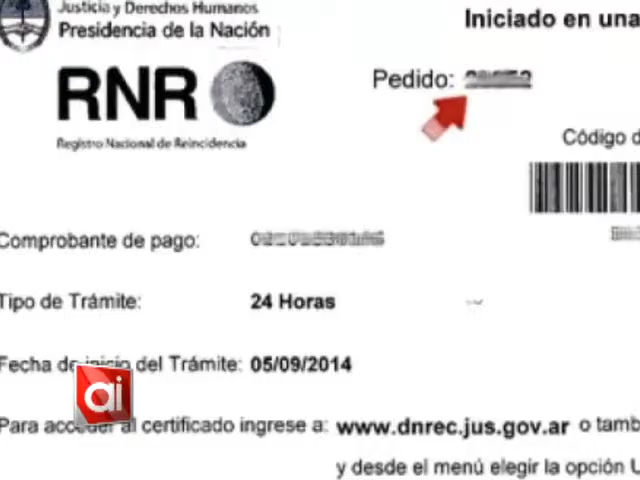 Justicia y Derechos Humanos
Presidencia de la Nación
Iniciado en una
RNR
Registro Nacional de Reincidencia
Pedido:
Código d
Comprobante de pago:
Tipo de Trámite: 24 Horas
Fecha de inicio del Trámite: 05/09/2014
ai
Para acceder al certificado ingrese a: www.dnrec.jus.gov.ar o tamb
y desde el menú elegir la opción U